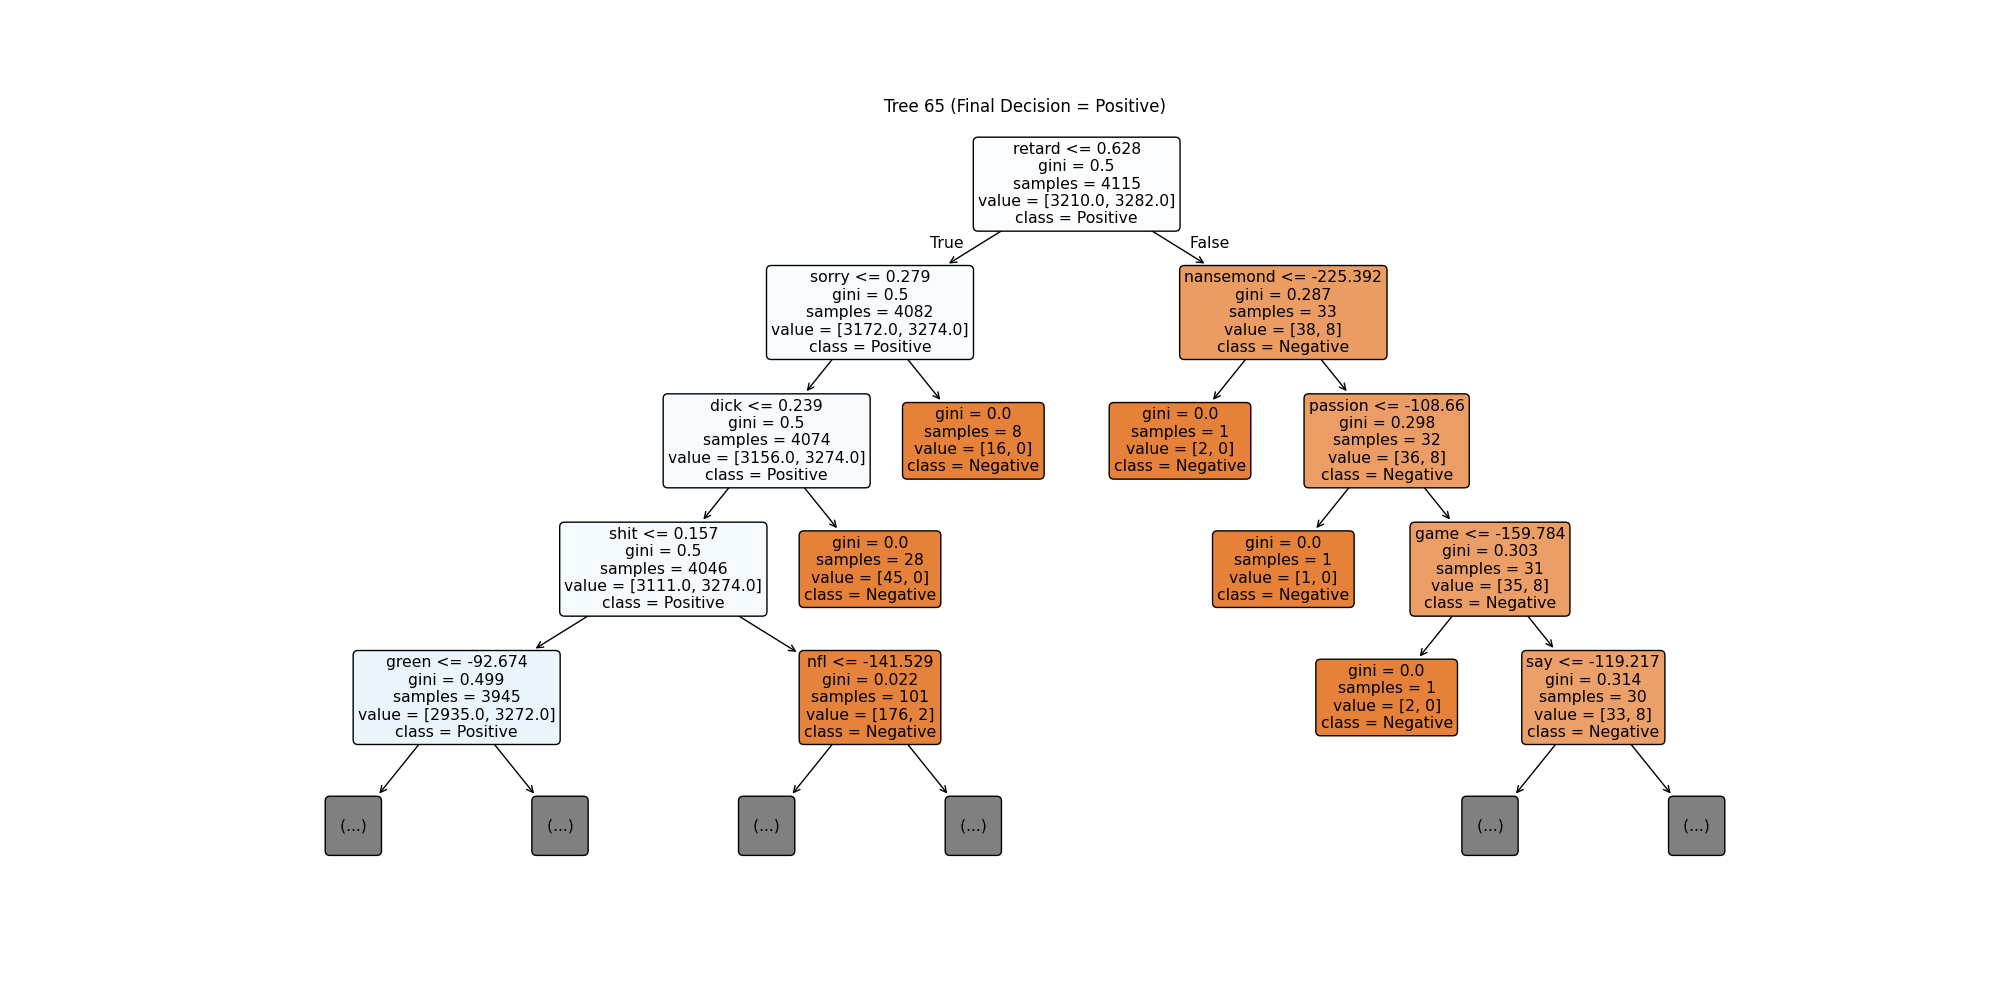 Tree 65 (Final Decision = Positive)
retard <= 0.628
gini = 0.5
samples = 4115
value = [3210.0, 3282.0]
class = Positive
True
False
sorry <= 0.279
gini = 0.5
samples = 4082
value = [3172.0, 3274.0]
class = Positive
nansemond <= -225.392
gini = 0.287
samples = 33
value = [38, 8]
class = Negative
dick <= 0.239
gini = 0.5
samples = 4074
value = [3156.0, 3274.0]
class = Positive
gini = 0.0
samples = 8
value = [16, 0]
class = Negative
gini = 0.0
samples = 1
value = [2, 0]
class = Negative
passion <= -108.66
gini = 0.298
samples = 32
value = [36, 8]
class = Negative
shit <= 0.157
gini = 0.5
samples = 4046
value = [3111.0, 3274.0]
class = Positive
gini = 0.0
samples = 28
value = [45, 0]
class = Negative
gini = 0.0
samples = 1
value = [1, 0]
class = Negative
game <= -159.784
gini = 0.303
samples = 31
value = [35, 8]
class = Negative
green <= -92.674
gini = 0.499
samples = 3945
value = [2935.0, 3272.0]
class = Positive
nfl <= -141.529
gini = 0.022
samples = 101
value = [176, 2]
class = Negative
gini = 0.0
samples = 1
value = [2, 0]
class = Negative
say <= -119.217
gini = 0.314
samples = 30
value = [33, 8]
class = Negative
(...)
(...)
(...)
(...)
(...)
(...)